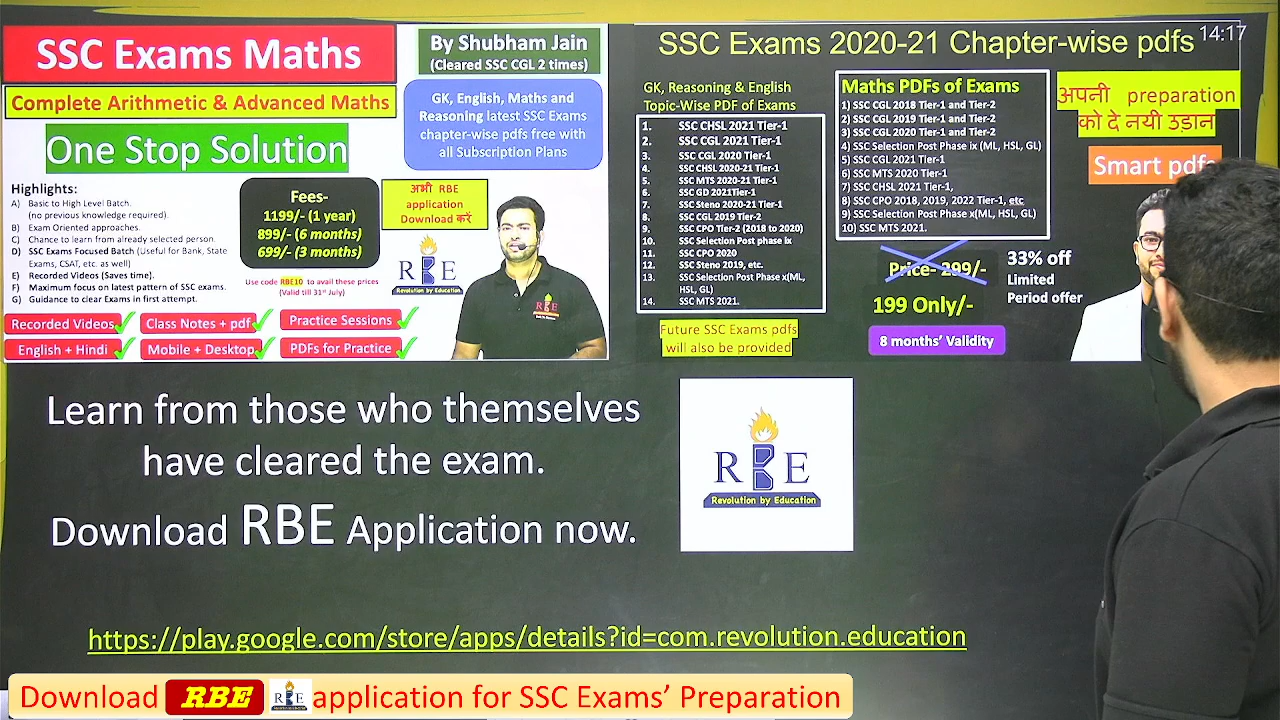 SSC Exams Maths
By Shubham Jain
(Cleared SSC CGL 2 times)
Complete Arithmetic & Advanced Maths
One Stop Solution
GK, English, Maths and
Reasoning latest SSC Exams
chapter-wise pdfs free with
all Subscription Plans
Highlights:
A) Basic to High Level Batch.
(no previous knowledge required).
B) Exam Oriented approaches.
C) Chance to learn from already selected person.
D) SSC Exams Focused Batch (Useful for Bank, State
Exams, CSAT, etc. as well)
E) Recorded Videos (Saves time).
F) Maximum focus on latest pattern of SSC exams.
G) Guidance to clear Exams in first attempt.
Fees-
1199/- (1 year)
899/- (6 months)
699/- (3 months)
Use code RBE10 to avail these prices
(Valid till 31st July)
अभी RBE
application
Download करें
RBE
Revolution by Education
RBE
Recorded Videos
Class Notes + pdf
Practice Sessions
English + Hindi
Mobile + Desktop
PDFs for Practice
SSC Exams 2020-21 Chapter-wise pdfs
14:17
GK, Reasoning & English
Topic-Wise PDF of Exams
1. SSC CHSL 2021 Tier-1
2. SSC CGL 2021 Tier-1
3. SSC CGL 2020 Tier-1
4. SSC CHSL 2020-21 Tier-1
5. SSC MTS 2020-21 Tier-1
6. SSC GD 2021Tier-1
7. SSC Steno 2020-21 Tier-1
8. SSC CGL 2019 Tier-2
9. SSC CPO Tier-2 (2018 to 2020)
10. SSC Selection Post phase ix
11. SSC CPO 2020
12. SSC Steno 2019, etc.
13. SSC Selection Post Phase x(ML,
HSL, GL)
14. SSC MTS 2021.
Future SSC Exams pdfs
will also be provided
Maths PDFs of Exams
1) SSC CGL 2018 Tier-1 and Tier-2
2) SSC CGL 2019 Tier-1 and Tier-2
3) SSC CGL 2020 Tier-1 and Tier-2
4) SSC Selection Post Phase ix (ML, HSL, GL)
5) SSC CGL 2021 Tier-1
6) SSC MTS 2020 Tier-1
7) SSC CHSL 2021 Tier-1,
8) SSC CPO 2018, 2019, 2022 Tier-1, etc
9) SSC Selection Post Phase x(ML, HSL, GL)
10) SSC MTS 2021.
अपनी preparation
को दे नयी उड़ान
Smart pdfs
Price- 299/-
199 Only/-
33% off
Limited
Period offer
8 months' Validity
Learn from those who themselves
have cleared the exam.
Download RBE Application now.
RBE
Revolution by Education
https://play.google.com/store/apps/details?id=com.revolution.education
Download RBE RBE application for SSC Exams' Preparation